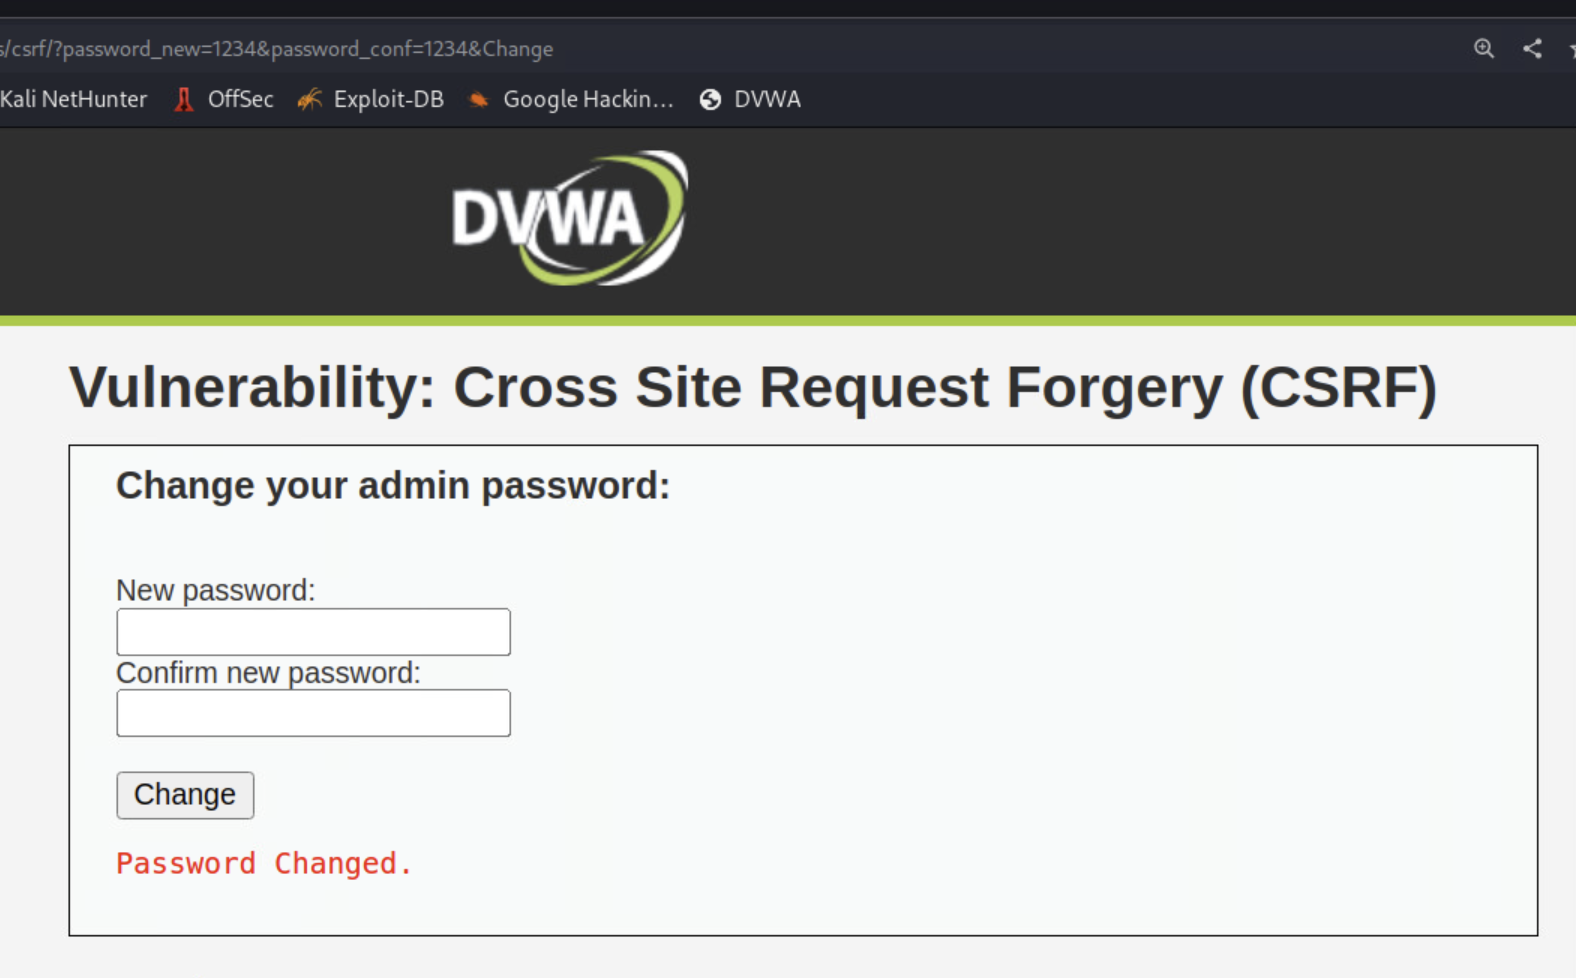 s/csrf/?password_new=1234&password_conf=1234&Change
Kali NetHunter OffSec Exploit-DB Google Hackin... DVWA
DVWA
Vulnerability: Cross Site Request Forgery (CSRF)
Change your admin password:
New password:
Confirm new password:
Change
Password Changed.